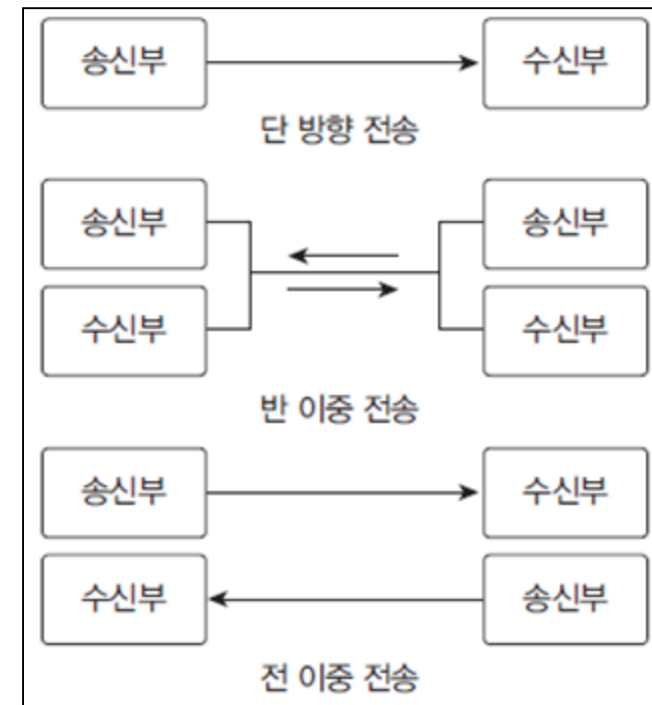 송신부 수신부
단 방향 전송
송신부 송신부
수신부 수신부
반 이중 전송
송신부 수신부
수신부 송신부
전 이중 전송